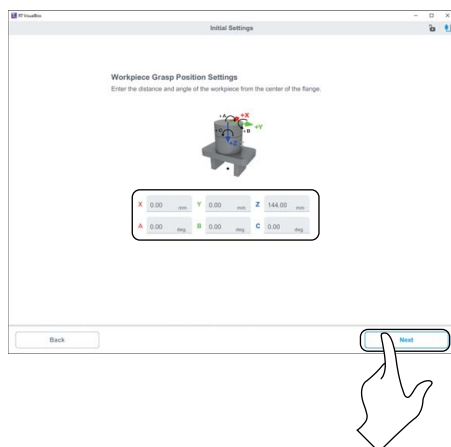 RT VisualBox
Initial Settings
Workpiece Grasp Position Settings
Enter the distance and angle of the workpiece from the center of the flange.
+A +X
+Y
+C +B
+Z
X 0.00 mm Y 0.00 mm Z 144.00 mm
A 0.00 deg B 0.00 deg C 0.00 deg
Back Next